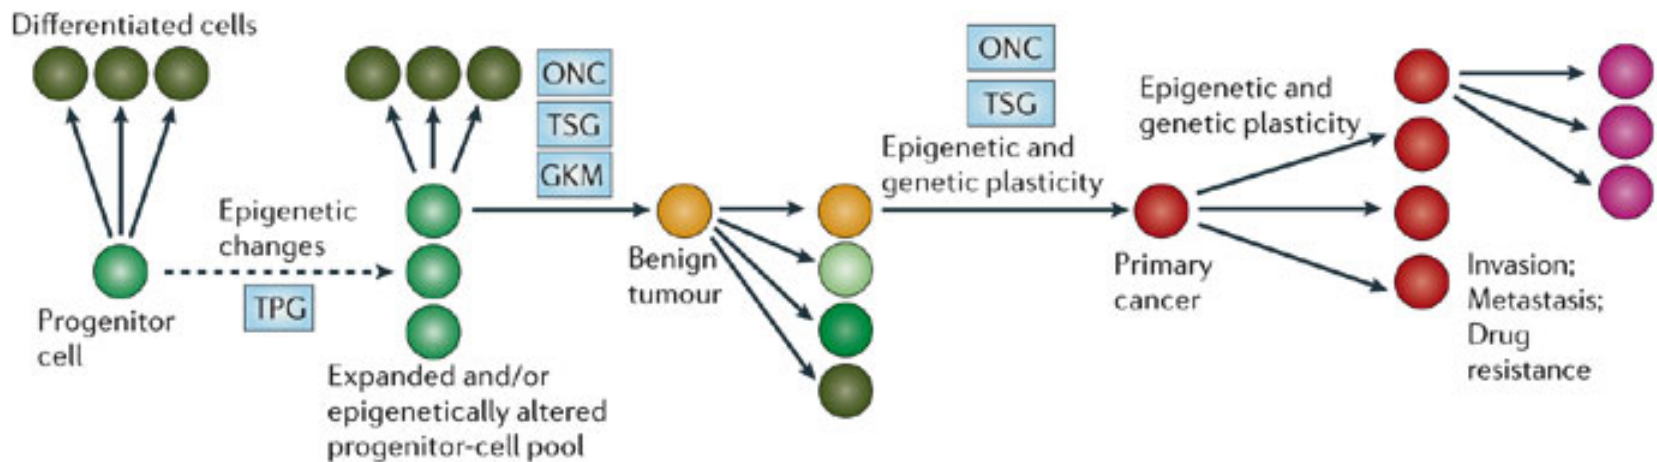 Differentiated cells
ONC
TSG
GKM
ONC
TSG
Epigenetic and
genetic plasticity
Epigenetic and
genetic plasticity
Epigenetic
changes
TPG
Progenitor
cell
Expanded and/or
epigenetically altered
progenitor-cell pool
Benign
tumour
Primary
cancer
Invasion;
Metastasis;
Drug
resistance